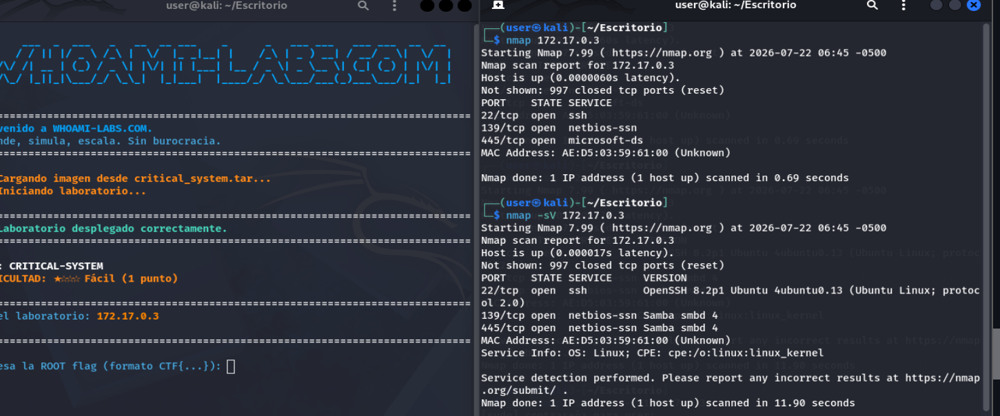 user@kali: ~/Escritorio
WHOAMI-LABS.COM
===========================================================================
venido a WHOAMI-LABS.COM.
nde, simula, escala. Sin burocracia.
===========================================================================
Cargando imagen desde critical_system.tar...
Iniciando laboratorio...
===========================================================================
Laboratorio desplegado correctamente.
===========================================================================
: CRITICAL-SYSTEM
ICULTAD: ★☆☆☆ Fácil (1 punto)
===========================================================================
el laboratorio: 172.17.0.3
===========================================================================
esa la ROOT flag (formato CTF{...}):
user@kali: ~/Escritorio
┌──(user㉿kali)-[~/Escritorio]
└─$ nmap 172.17.0.3
Starting Nmap 7.99 ( https://nmap.org ) at 2026-07-22 06:45 -0500
Nmap scan report for 172.17.0.3
Host is up (0.0000060s latency).
Not shown: 997 closed tcp ports (reset)
PORT    STATE SERVICE
22/tcp  open  ssh
139/tcp open  netbios-ssn
445/tcp open  microsoft-ds
MAC Address: AE:D5:03:59:61:00 (Unknown)
Nmap done: 1 IP address (1 host up) scanned in 0.69 seconds
┌──(user㉿kali)-[~/Escritorio]
└─$ nmap -sV 172.17.0.3
Starting Nmap 7.99 ( https://nmap.org ) at 2026-07-22 06:45 -0500
Nmap scan report for 172.17.0.3
Host is up (0.000017s latency).
Not shown: 997 closed tcp ports (reset)
PORT    STATE SERVICE     VERSION
22/tcp  open  ssh         OpenSSH 8.2p1 Ubuntu 4ubuntu0.13 (Ubuntu Linux; protoc
ol 2.0)
139/tcp open  netbios-ssn Samba smbd 4
445/tcp open  netbios-ssn Samba smbd 4
MAC Address: AE:D5:03:59:61:00 (Unknown)
Service Info: OS: Linux; CPE: cpe:/o:linux:linux_kernel
Service detection performed. Please report any incorrect results at https://nmap
.org/submit/ .
Nmap done: 1 IP address (1 host up) scanned in 11.90 seconds